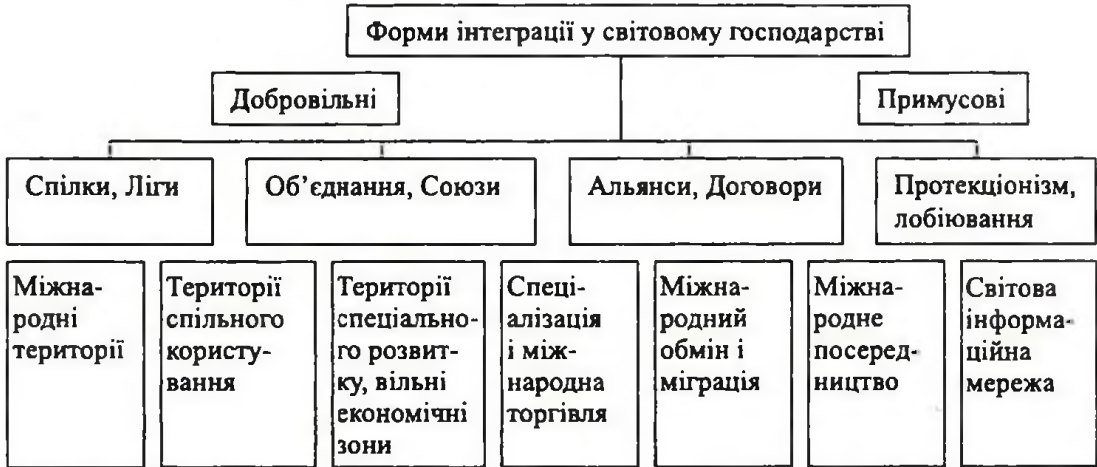 Форми інтеграції у світовому господарстві
Добровільні
Примусові
Спілки, Ліги
Об’єднання, Союзи
Альянси, Договори
Протекціонізм,
лобіювання
Міжна-
родні
території
Території
спільного
користу-
вання
Території
спеціально-
го розвит-
ку, вільні
економічні
зони
Спеці-
алізація
і між-
народна
торгівля
Міжна-
родний
обмін і
міграція
Міжна-
родне
посеред-
ництво
Світова
інформа-
ційна
мережа